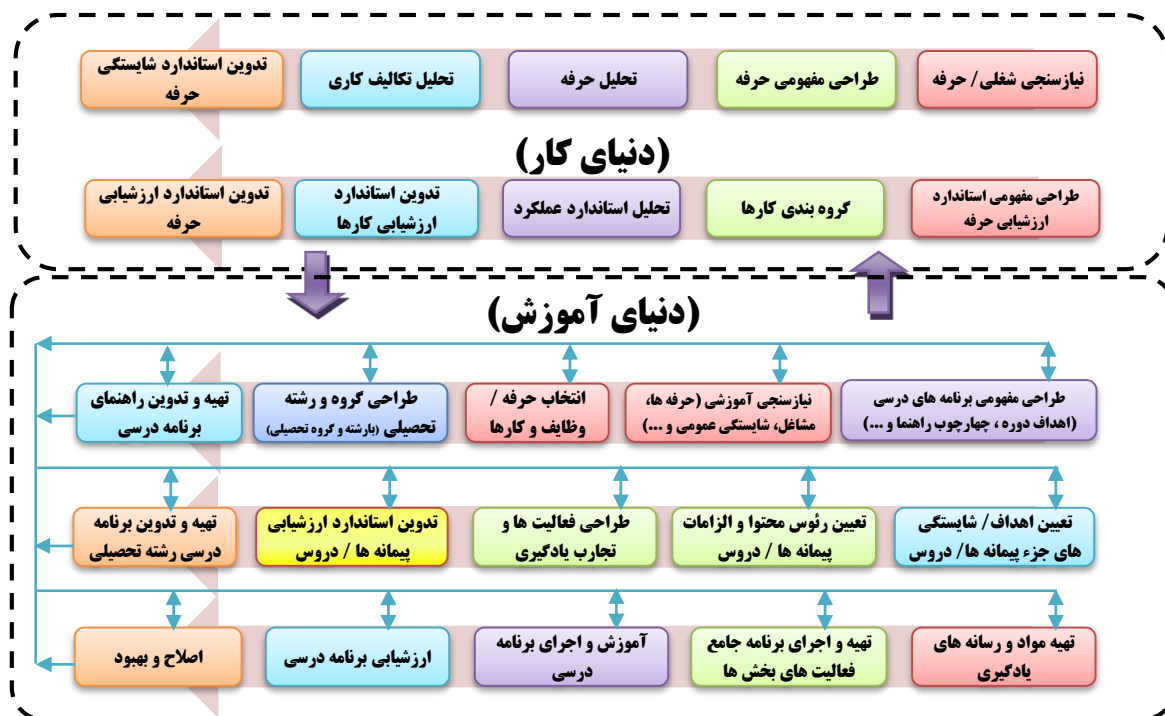 نیازسنجی شغلی/ حرفه
طراحی مفهومی حرفه
تحلیل حرفه
تحلیل تکالیف کاری
تدوین استاندارد شایستگی
حرفه
(دنیای کار)
طراحی مفهومی استاندارد
ارزشیابی حرفه
گروه بندی کارها
تحلیل استاندارد عملکرد
تدوین استاندارد
ارزشیابی کارها
تدوین استاندارد ارزشیابی
حرفه
(دنیای آموزش)
طراحی مفهومی برنامه های درسی
(اهداف دوره ، چهارچوب راهنما و ...)
نیازسنجی آموزشی (حرفه ها،
مشاغل، شایستگی عمومی و ...)
انتخاب حرفه /
وظایف و کارها
طراحی گروه و رشته
تحصیلی (بارشته و گروه تحصیلی)
تهیه و تدوین راهنمای
برنامه درسی
تعیین اهداف/ شایستگی
های جزء پیمانه ها/ دروس
تعیین رئوس محتوا و الزامات
پیمانه ها / دروس
طراحی فعالیت ها و
تجارب یادگیری
تدوین استاندارد ارزشیابی
پیمانه ها / دروس
تهیه و تدوین برنامه
درسی رشته تحصیلی
تهیه مواد و رسانه های
یادگیری
تهیه و اجرای برنامه جامع
فعالیت های بخش ها
آموزش و اجرای برنامه
درسی
ارزشیابی برنامه درسی
اصلاح و بهبود